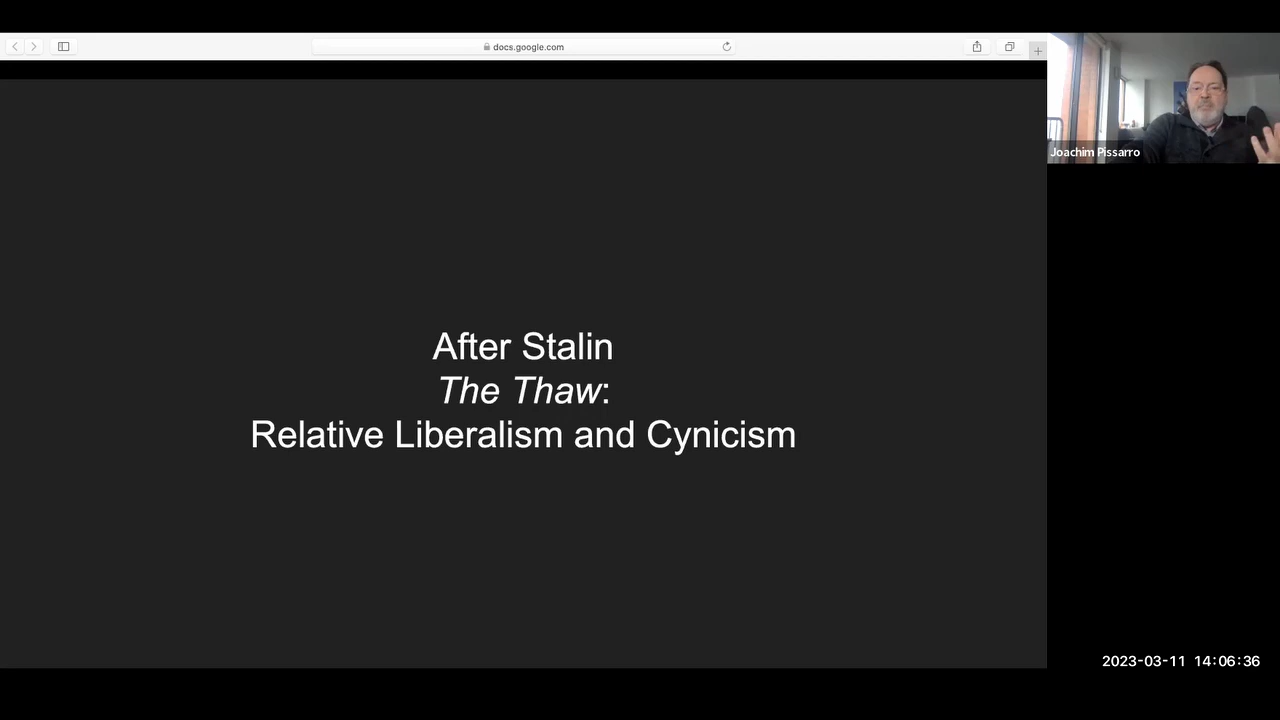 docs.google.com
Joachim Pissarro
After Stalin
The Thaw:
Relative Liberalism and Cynicism
2023-03-11 14:06:36